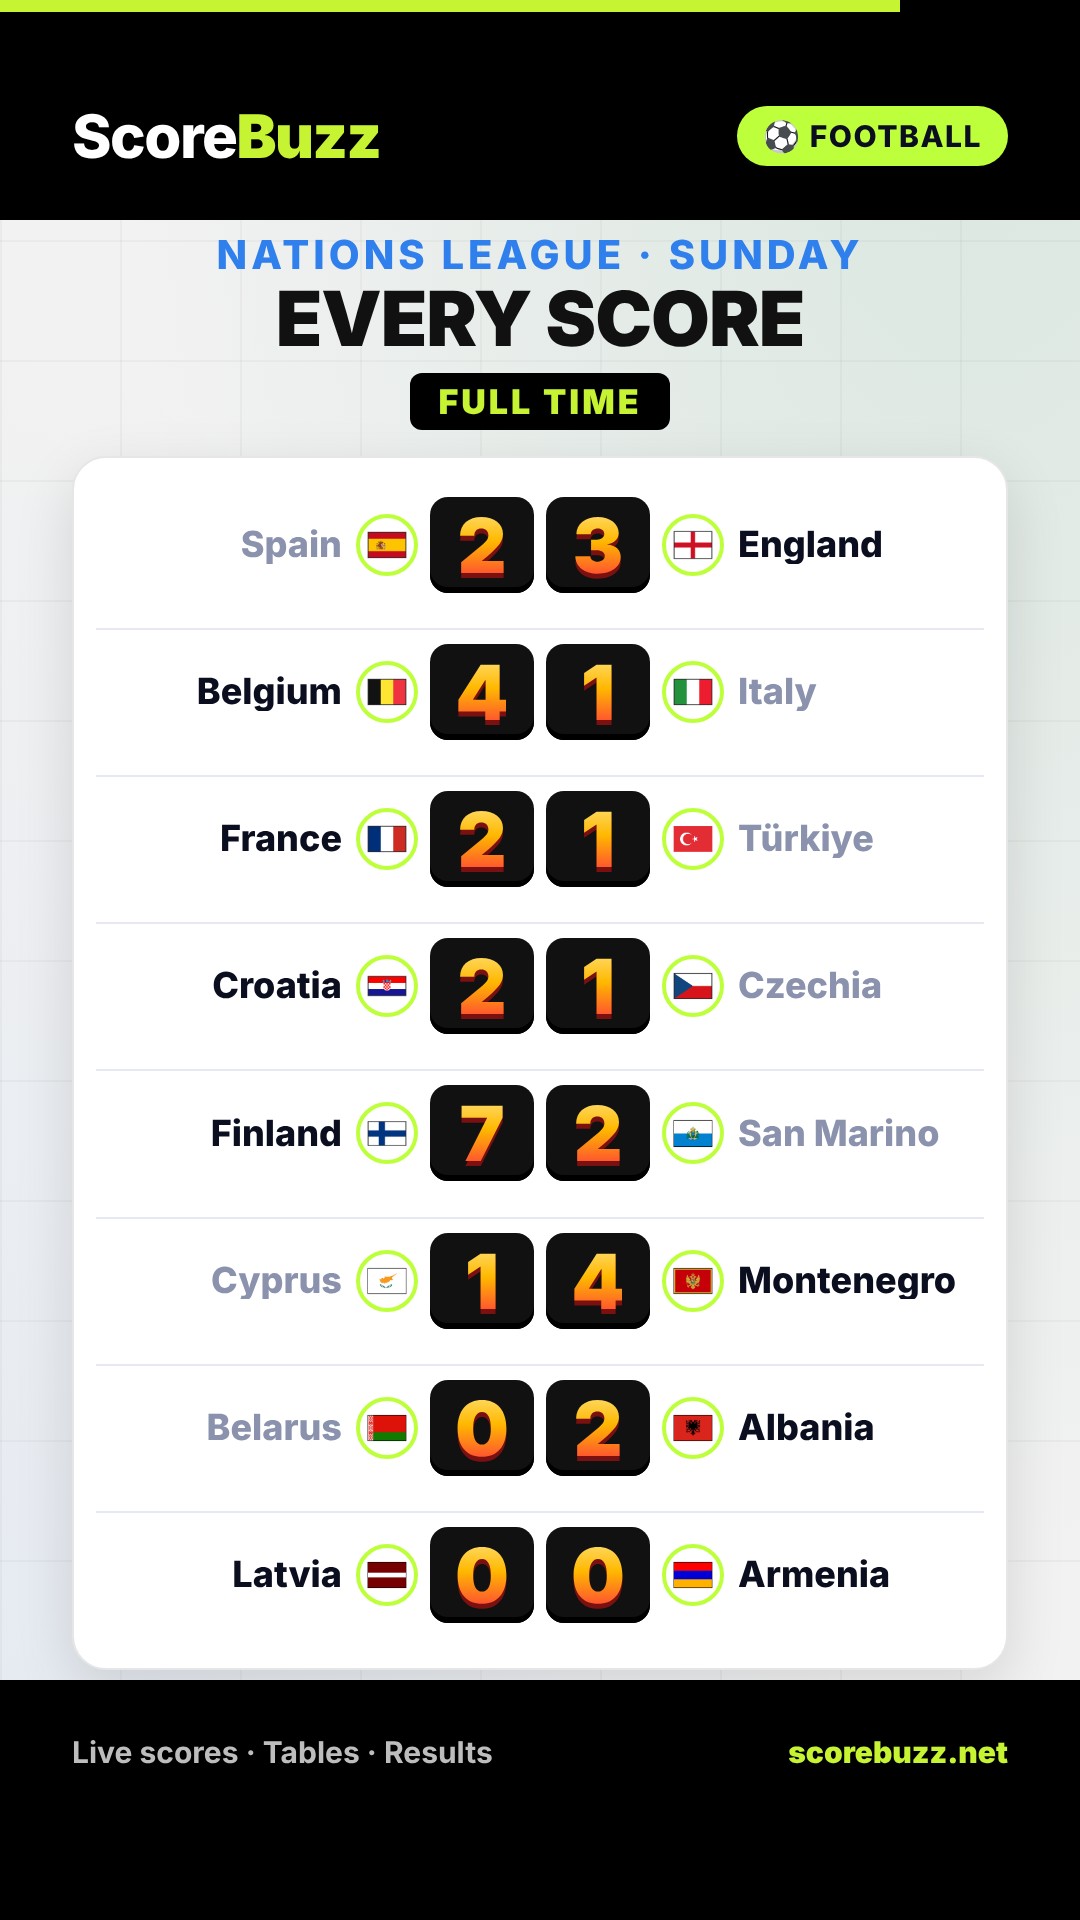 ScoreBuzz
⚽ FOOTBALL
NATIONS LEAGUE · SUNDAY
EVERY SCORE
FULL TIME
Spain 2 3 England
Belgium 4 1 Italy
France 2 1 Türkiye
Croatia 2 1 Czechia
Finland 7 2 San Marino
Cyprus 1 4 Montenegro
Belarus 0 2 Albania
Latvia 0 0 Armenia
Live scores · Tables · Results
scorebuzz.net